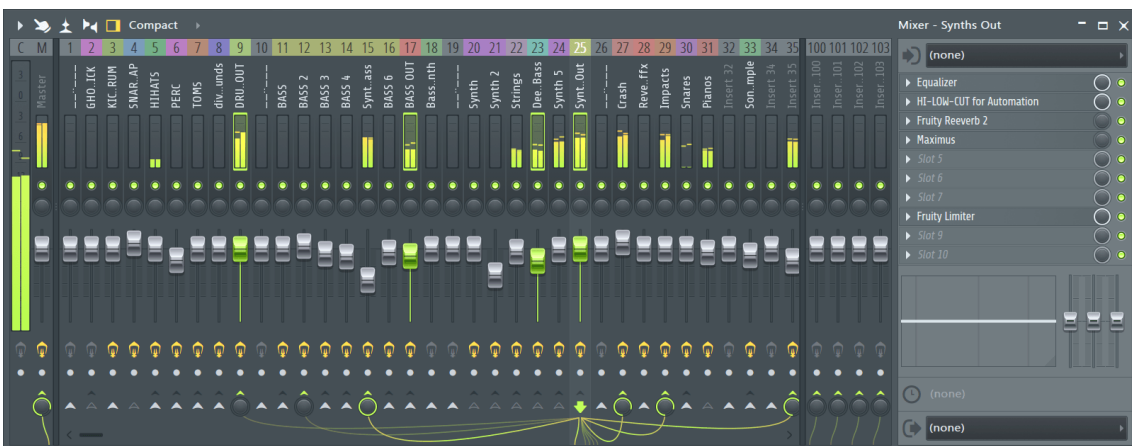 Compact
Mixer - Synths Out
C M 1 2 3 4 5 6 7 8 9 10 11 12 13 14 15 16 17 18 19 20 21 22 23 24 25 26 27 28 29 30 31 32 33 34 35 100 101 102 103
Master
GHO.ICK
KIC.RUM
SNAR.AP
HIHATS
PERC
TOMS
div..unds
DRU.OUT
BASS
BASS 2
BASS 3
BASS 4
Synt..ass
BASS 6
BASS OUT
Bass..nth
Synth
Synth 2
Strings
Dee..Bass
Synth 5
Synt..Out
Crash
Reve..ffx
Impacts
Snares
Pianos
Insert 32
Son..mple
Insert 34
Insert 35
Inser..100
Inser..101
Inser..102
Inser..103
(none)
Equalizer
HI-LOW-CUT for Automation
Fruity Reeverb 2
Maximus
Slot 5
Slot 6
Slot 7
Fruity Limiter
Slot 9
Slot 10
(none)
(none)